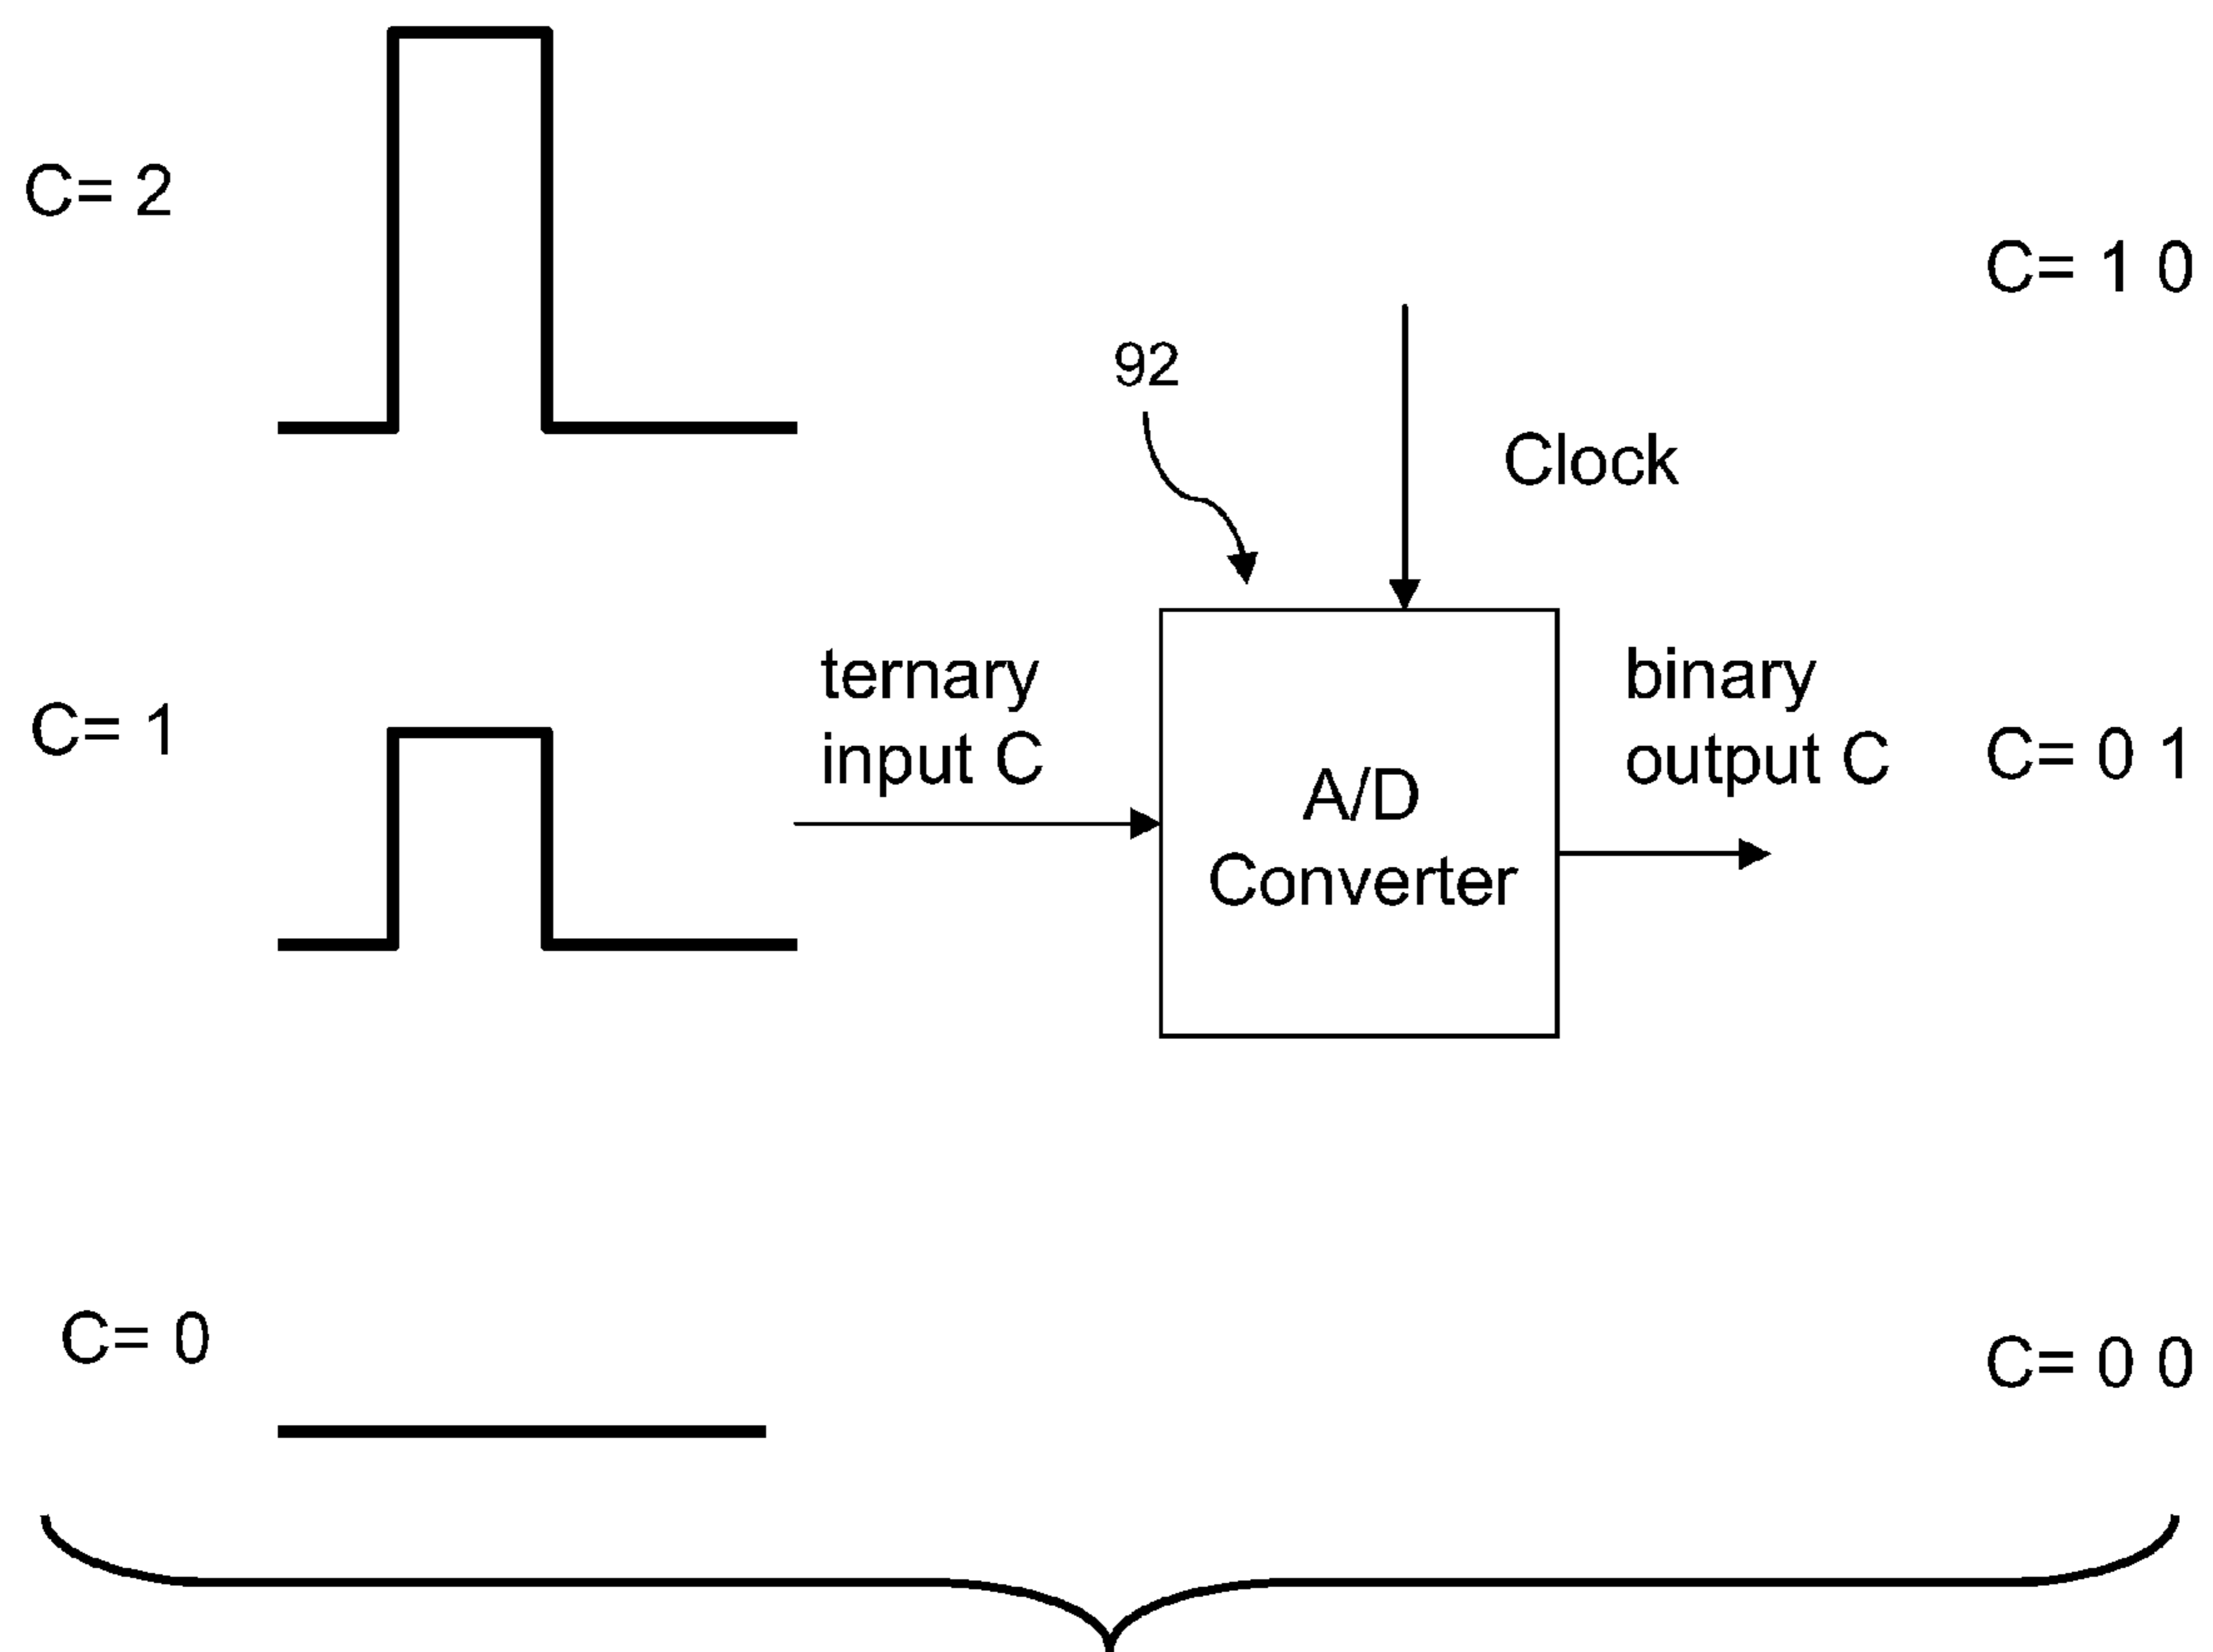 C= 2
C= 1 0
92
Clock
ternary
input C
binary
output C
C= 1
A/D
Converter
C= 0 1
C= 0
C= 0 0